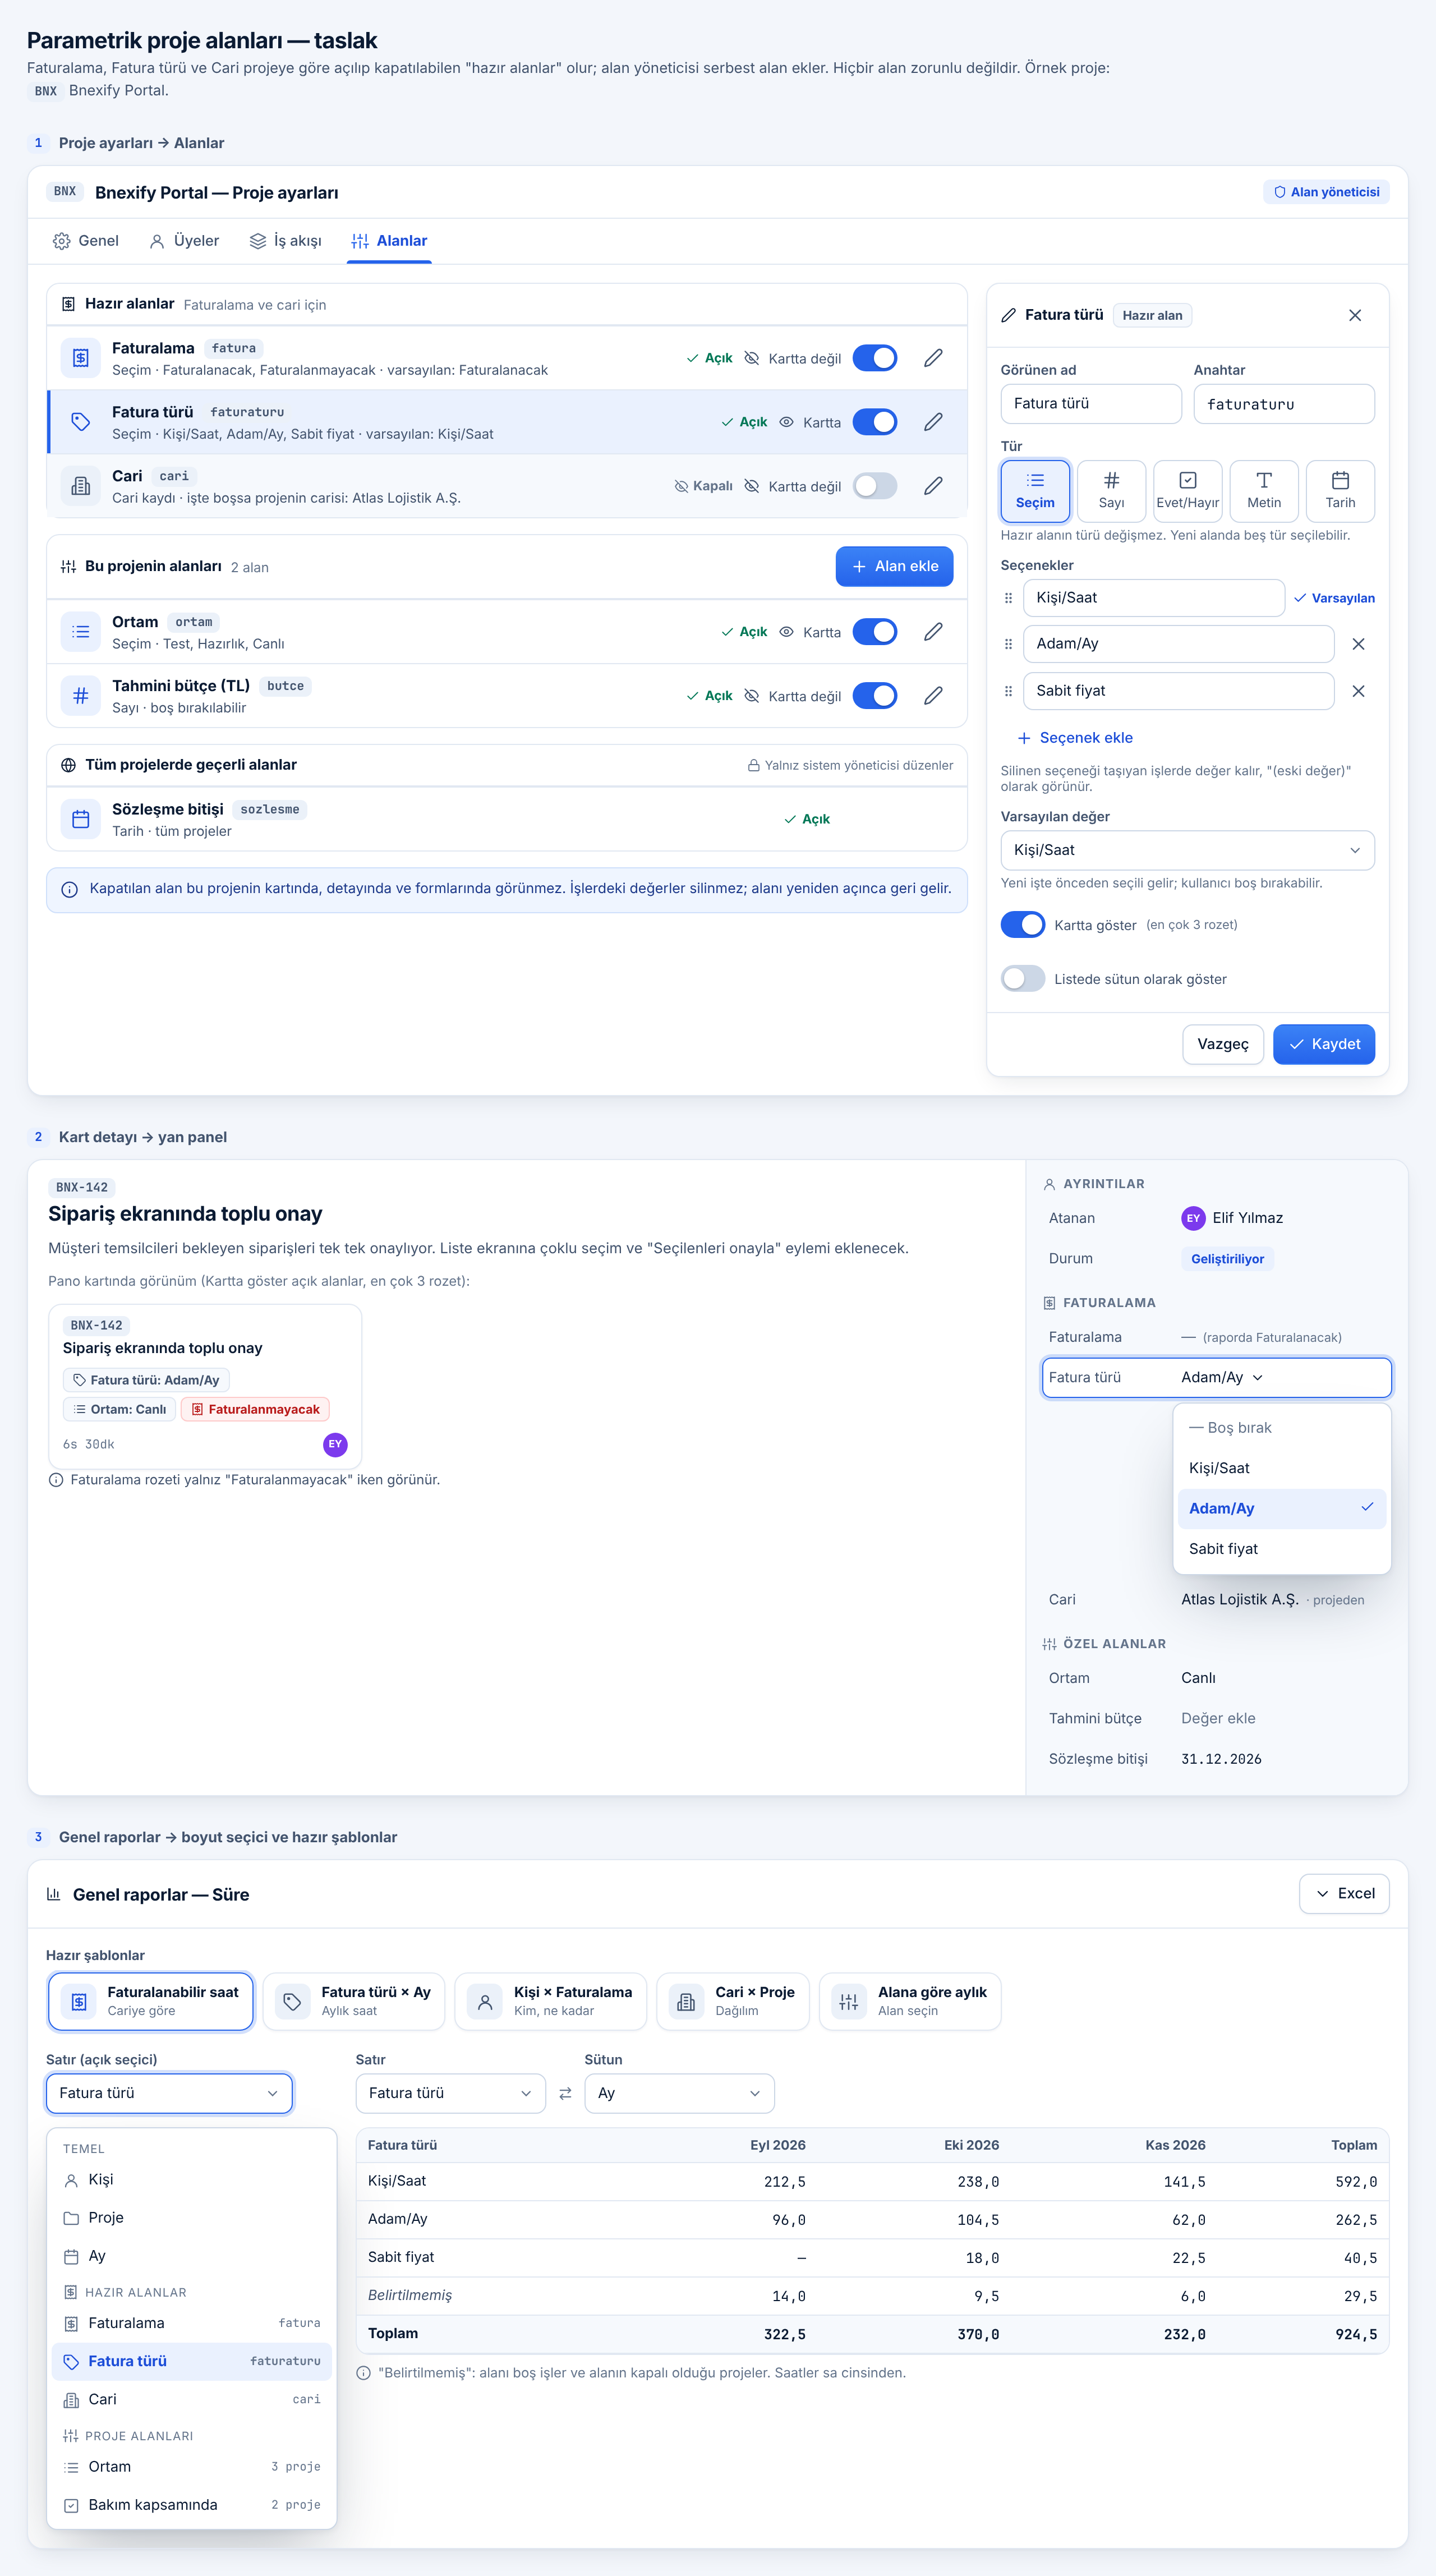 Parametrik proje alanları — taslak
Faturalama, Fatura türü ve Cari projeye göre açılıp kapatılabilen "hazır alanlar" olur; alan yöneticisi serbest alan ekler. Hiçbir alan zorunlu değildir. Örnek proje:
BNX Bnexify Portal.
1 Proje ayarları → Alanlar
BNX Bnexify Portal — Proje ayarları
Alan yöneticisi
Genel Üyeler İş akışı Alanlar
Hazır alanlar Faturalama ve cari için
Faturalama fatura
Seçim · Faturalanacak, Faturalanmayacak · varsayılan: Faturalanacak
Açık Kartta değil
Fatura türü faturaturu
Seçim · Kişi/Saat, Adam/Ay, Sabit fiyat · varsayılan: Kişi/Saat
Açık Kartta
Cari cari
Cari kaydı · işte boşsa projenin carisi: Atlas Lojistik A.Ş.
Kapalı Kartta değil
Bu projenin alanları 2 alan
Alan ekle
Ortam ortam
Seçim · Test, Hazırlık, Canlı
Açık Kartta
Tahmini bütçe (TL) butce
Sayı · boş bırakılabilir
Açık Kartta değil
Tüm projelerde geçerli alanlar
Yalnız sistem yöneticisi düzenler
Sözleşme bitişi sozlesme
Tarih · tüm projeler
Açık
Kapatılan alan bu projenin kartında, detayında ve formlarında görünmez. İşlerdeki değerler silinmez; alanı yeniden açınca geri gelir.
Fatura türü Hazır alan
Görünen ad Anahtar
Fatura türü faturaturu
Tür
Seçim Sayı Evet/Hayır Metin Tarih
Hazır alanın türü değişmez. Yeni alanda beş tür seçilebilir.
Seçenekler
Kişi/Saat Varsayılan
Adam/Ay
Sabit fiyat
Seçenek ekle
Silinen seçeneği taşıyan işlerde değer kalır, "(eski değer)"
olarak görünür.
Varsayılan değer
Kişi/Saat
Yeni işte önceden seçili gelir; kullanıcı boş bırakabilir.
Kartta göster (en çok 3 rozet)
Listede sütun olarak göster
Vazgeç Kaydet
2 Kart detayı → yan panel
BNX-142
Sipariş ekranında toplu onay
Müşteri temsilcileri bekleyen siparişleri tek tek onaylıyor. Liste ekranına çoklu seçim ve "Seçilenleri onayla" eylemi eklenecek.
Pano kartında görünüm (Kartta göster açık alanlar, en çok 3 rozet):
BNX-142
Sipariş ekranında toplu onay
Fatura türü: Adam/Ay
Ortam: Canlı Faturalanmayacak
6s 30dk EY
Faturalama rozeti yalnız "Faturalanmayacak" iken görünür.
AYRINTILAR
Atanan EY Elif Yılmaz
Durum Geliştiriliyor
FATURALAMA
Faturalama — (raporda Faturalanacak)
Fatura türü Adam/Ay
— Boş bırak
Kişi/Saat
Adam/Ay
Sabit fiyat
Cari Atlas Lojistik A.Ş. · projeden
ÖZEL ALANLAR
Ortam Canlı
Tahmini bütçe Değer ekle
Sözleşme bitişi 31.12.2026
3 Genel raporlar → boyut seçici ve hazır şablonlar
Genel raporlar — Süre
Excel
Hazır şablonlar
Faturalanabilir saat
Cariye göre
Fatura türü × Ay
Aylık saat
Kişi × Faturalama
Kim, ne kadar
Cari × Proje
Dağılım
Alana göre aylık
Alan seçin
Satır (açık seçici)
Fatura türü
TEMEL
Kişi
Proje
Ay
HAZIR ALANLAR
Faturalama fatura
Fatura türü faturaturu
Cari cari
PROJE ALANLARI
Ortam 3 proje
Bakım kapsamında 2 proje
Satır Sütun
Fatura türü Ay
Fatura türü Eyl 2026 Eki 2026 Kas 2026 Toplam
Kişi/Saat 212,5 238,0 141,5 592,0
Adam/Ay 96,0 104,5 62,0 262,5
Sabit fiyat — 18,0 22,5 40,5
Belirtilmemiş 14,0 9,5 6,0 29,5
Toplam 322,5 370,0 232,0 924,5
"Belirtilmemiş": alanı boş işler ve alanın kapalı olduğu projeler. Saatler sa cinsinden.